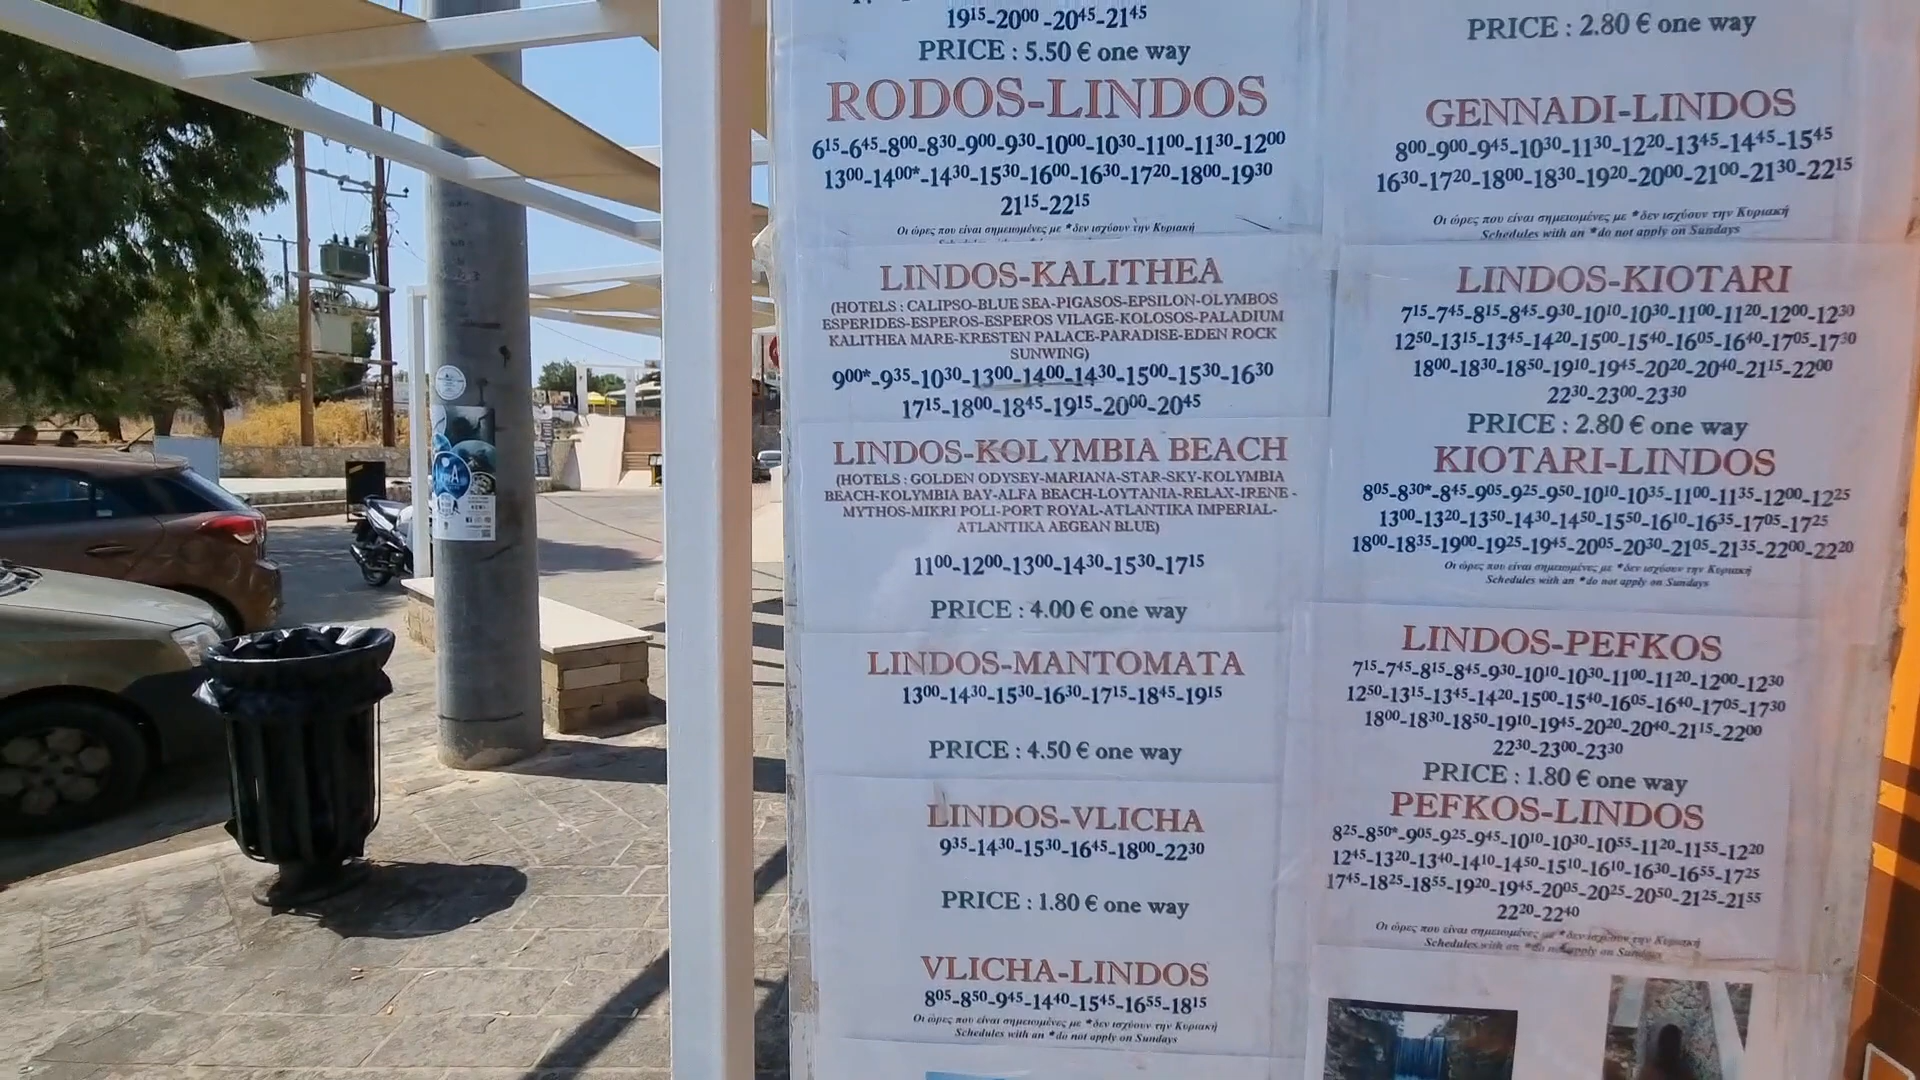 19¹⁵-20⁰⁰ -20⁴⁵-21⁴⁵
PRICE : 5.50 € one way
RODOS-LINDOS
6¹⁵-6⁴⁵-8⁰⁰-8³⁰-9⁰⁰-9³⁰-10⁰⁰-10³⁰-11⁰⁰-11³⁰-12⁰⁰
13⁰⁰-14⁰⁰*-14³⁰-15³⁰-16⁰⁰-16³⁰-17²⁰-18⁰⁰-19³⁰
21¹⁵-22¹⁵
Οι ώρες που είναι σημειωμένες με *δεν ισχύουν την Κυριακή
LINDOS-KALITHEA
(HOTELS : CALIPSO-BLUE SEA-PIGASOS-EPSILON-OLYMBOS
ESPERIDES-ESPEROS-ESPEROS VILAGE-KOLOSOS-PALADIUM
KALITHEA MARE-KRESTEN PALACE-PARADISE-EDEN ROCK
SUNWING)
9⁰⁰*-9³⁵-10³⁰-13⁰⁰-14⁰⁰-14³⁰-15⁰⁰-15³⁰-16³⁰
17¹⁵-18⁰⁰-18⁴⁵-19¹⁵-20⁰⁰-20⁴⁵
LINDOS-KOLYMBIA BEACH
(HOTELS : GOLDEN ODYSEY-MARIANA-STAR-SKY-KOLYMBIA
BEACH-KOLYMBIA BAY-ALFA BEACH-LOYTANIA-RELAX-IRENE -
MYTHOS-MIKRI POLI-PORT ROYAL-ATLANTIKA IMPERIAL-
ATLANTIKA AEGEAN BLUE)
11⁰⁰-12⁰⁰-13⁰⁰-14³⁰-15³⁰-17¹⁵
PRICE : 4.00 € one way
LINDOS-MANTOMATA
13⁰⁰-14³⁰-15³⁰-16³⁰-17¹⁵-18⁴⁵-19¹⁵
PRICE : 4.50 € one way
LINDOS-VLICHA
9³⁵-14³⁰-15³⁰-16⁴⁵-18⁰⁰-22³⁰
PRICE : 1.80 € one way
VLICHA-LINDOS
8⁰⁵-8⁵⁰-9⁴⁵-14⁴⁰-15⁴⁵-16⁵⁵-18¹⁵
Οι ώρες που είναι σημειωμένες με *δεν ισχύουν την Κυριακή
Schedules with an *do not apply on Sundays
PRICE : 2.80 € one way
GENNADI-LINDOS
8⁰⁰-9⁰⁰-9⁴⁵-10³⁰-11³⁰-12²⁰-13⁴⁵-14⁴⁵-15⁴⁵
16³⁰-17²⁰-18⁰⁰-18³⁰-19²⁰-20⁰⁰-21⁰⁰-21³⁰-22¹⁵
Οι ώρες που είναι σημειωμένες με *δεν ισχύουν την Κυριακή
Schedules with an *do not apply on Sundays
LINDOS-KIOTARI
7¹⁵-7⁴⁵-8¹⁵-8⁴⁵-9³⁰-10¹⁰-10³⁰-11⁰⁰-11²⁰-12⁰⁰-12³⁰
12⁵⁰-13¹⁵-13⁴⁵-14²⁰-15⁰⁰-15⁴⁰-16⁰⁵-16⁴⁰-17⁰⁵-17³⁰
18⁰⁰-18³⁰-18⁵⁰-19¹⁰-19⁴⁵-20²⁰-20⁴⁰-21¹⁵-22⁰⁰
22³⁰-23⁰⁰-23³⁰
PRICE : 2.80 € one way
KIOTARI-LINDOS
8⁰⁵-8³⁰*-8⁴⁵-9⁰⁵-9²⁵-9⁵⁰-10¹⁰-10³⁵-11⁰⁰-11³⁵-12⁰⁰-12²⁵
13⁰⁰-13²⁰-13⁵⁰-14³⁰-14⁵⁰-15⁵⁰-16¹⁰-16³⁵-17⁰⁵-17²⁵
18⁰⁰-18³⁵-19⁰⁰-19²⁵-19⁴⁵-20⁰⁵-20³⁰-21⁰⁵-21³⁵-22⁰⁰-22²⁰
Οι ώρες που είναι σημειωμένες με *δεν ισχύουν την Κυριακή
Schedules with an *do not apply on Sundays
LINDOS-PEFKOS
7¹⁵-7⁴⁵-8¹⁵-8⁴⁵-9³⁰-10¹⁰-10³⁰-11⁰⁰-11²⁰-12⁰⁰-12³⁰
12⁵⁰-13¹⁵-13⁴⁵-14²⁰-15⁰⁰-15⁴⁰-16⁰⁵-16⁴⁰-17⁰⁵-17³⁰
18⁰⁰-18³⁰-18⁵⁰-19¹⁰-19⁴⁵-20²⁰-20⁴⁰-21¹⁵-22⁰⁰
22³⁰-23⁰⁰-23³⁰
PRICE : 1.80 € one way
PEFKOS-LINDOS
8²⁵-8⁵⁰*-9⁰⁵-9²⁵-9⁴⁵-10¹⁰-10³⁰-10⁵⁵-11²⁰-11⁵⁵-12²⁰
12⁴⁵-13²⁰-13⁴⁰-14¹⁰-14⁵⁰-15¹⁰-16¹⁰-16³⁰-16⁵⁵-17²⁵
17⁴⁵-18²⁵-18⁵⁵-19²⁰-19⁴⁵-20⁰⁵-20²⁵-20⁵⁰-21²⁵-21⁵⁵
22²⁰-22⁴⁰
Οι ώρες που είναι σημειωμένες με *δεν ισχύουν την Κυριακή
Schedules with an *do not apply on Sundays